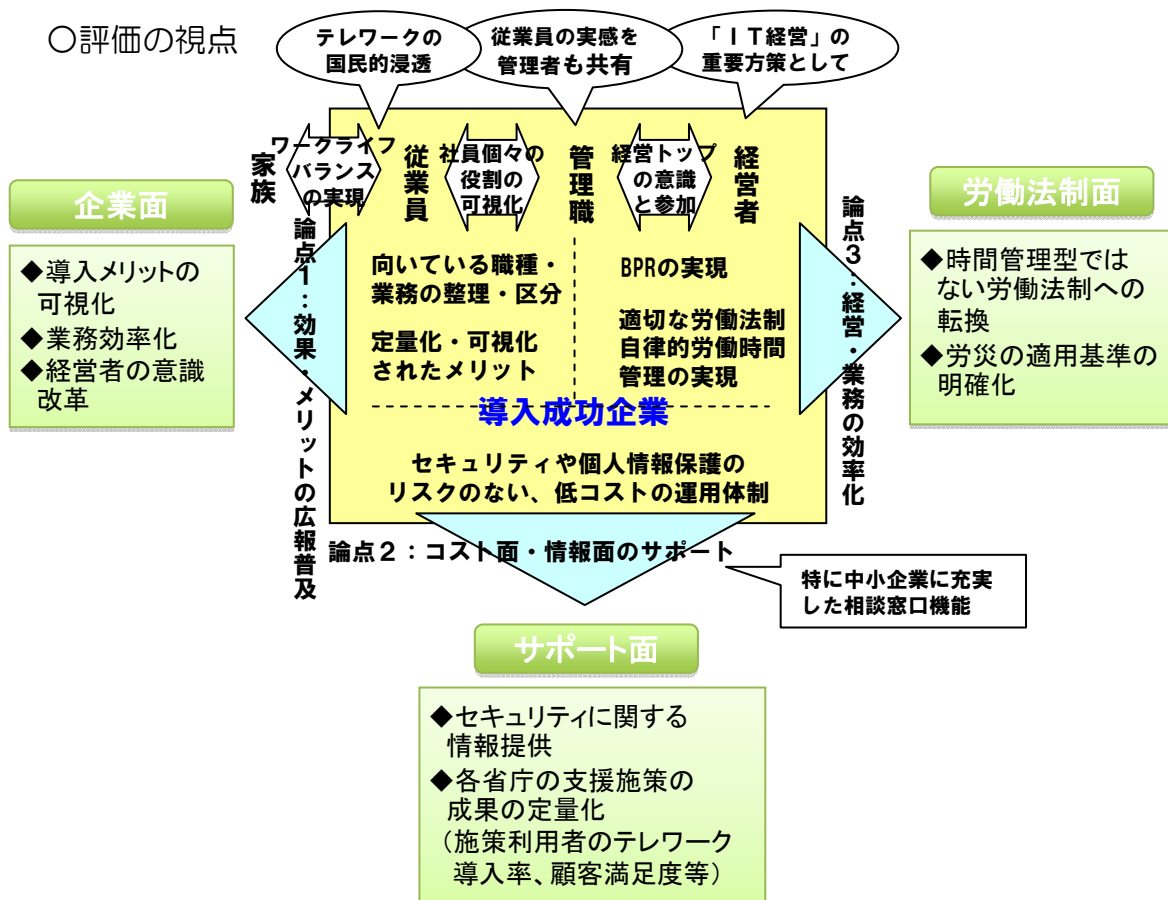 〇評価の視点
テレワークの
国民的浸透
従業員の実感を
管理者も共有
「ＩＴ経営」の
重要方策として
家族
ワークライフ
バランス
の実現
従業員
社員個々の
役割の
可視化
管理職
経営トップ
の意識
と参加
経営者
企業面
◆導入メリットの
可視化
◆業務効率化
◆経営者の意識
改革
論点１：効果・メリットの広報普及
向いている職種・
業務の整理・区分
定量化・可視化
されたメリット
BPRの実現
適切な労働法制
自律的労働時間
管理の実現
導入成功企業
セキュリティや個人情報保護の
リスクのない、低コストの運用体制
論点３：経営・業務の効率化
労働法制面
◆時間管理型では
ない労働法制への
転換
◆労災の適用基準の
明確化
論点２：コスト面・情報面のサポート
特に中小企業に充実
した相談窓口機能
サポート面
◆セキュリティに関する
情報提供
◆各省庁の支援施策の
成果の定量化
（施策利用者のテレワーク
導入率、顧客満足度等）